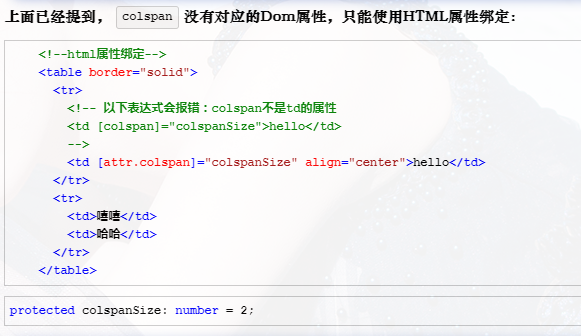 上面已经提到， colspan 没有对应的Dom属性，只能使用HTML属性绑定：
<!--html属性绑定-->
<table border="solid">
<tr>
<!-- 以下表达式会报错：colspan不是td的属性
<td [colspan]="colspanSize">hello</td>
-->
<td [attr.colspan]="colspanSize" align="center">hello</td>
</tr>
<tr>
<td>嘻嘻</td>
<td>哈哈</td>
</tr>
</table>
protected colspanSize: number = 2;